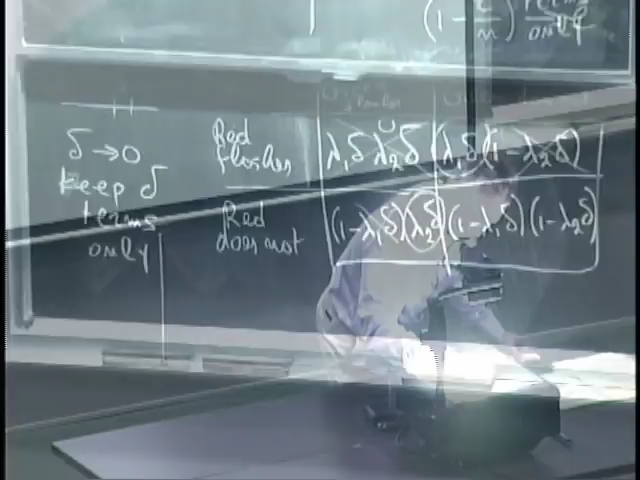 only
δ → 0
keep δ
terms
only
Red
flashes
λ₁δ λ₂δ
λ₁δ(1 - λ₂δ)
Red
does not
(1 - λ₁δ)(λ₂δ)
(1 - λ₁δ)(1 - λ₂δ)